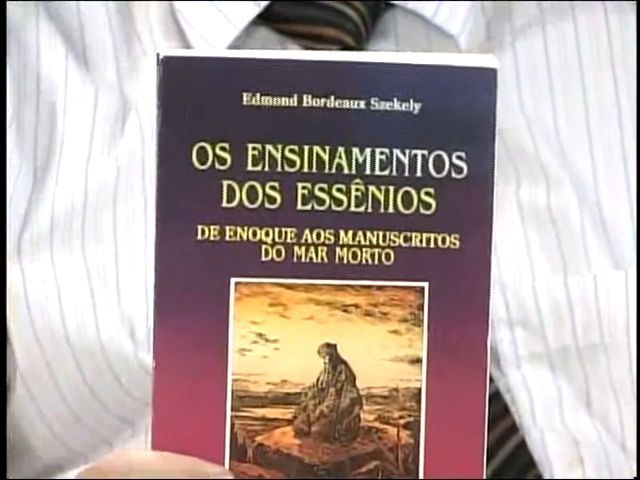 Edmond Bordeaux Szekely
OS ENSINAMENTOS
DOS ESSÊNIOS
DE ENOQUE AOS MANUSCRITOS
DO MAR MORTO